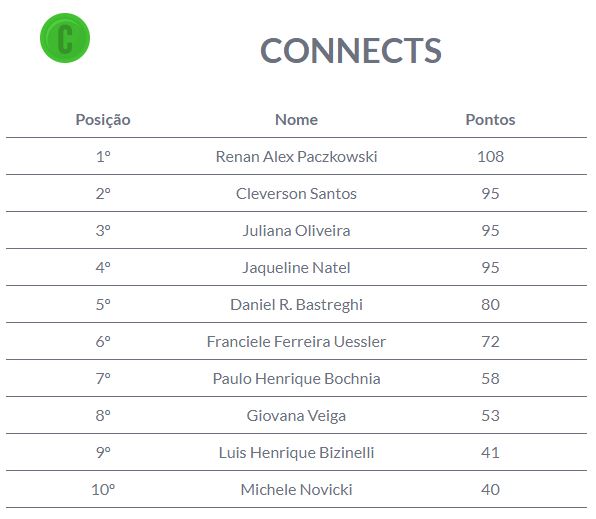 C
CONNECTS
Posição Nome Pontos
1º Renan Alex Paczkowski 108
2º Cleverson Santos 95
3º Juliana Oliveira 95
4º Jaqueline Natel 95
5º Daniel R. Bastreghi 80
6º Franciele Ferreira Uessler 72
7º Paulo Henrique Bochnia 58
8º Giovana Veiga 53
9º Luis Henrique Bizinelli 41
10º Michele Novicki 40